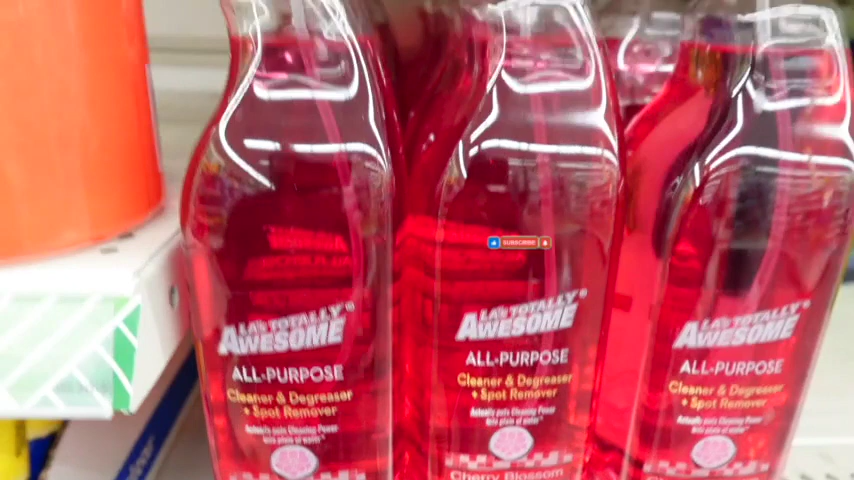 LA's TOTALLY
AWESOME®
ALL-PURPOSE
Cleaner & Degreaser
+ Spot Remover
LA's TOTALLY
AWESOME®
ALL-PURPOSE
Cleaner & Degreaser
+ Spot Remover
Cherry Blossom
LA's TOTALLY
AWESOME®
ALL-PURPOSE
Cleaner & Degreaser
+ Spot Remover
SUBSCRIBE